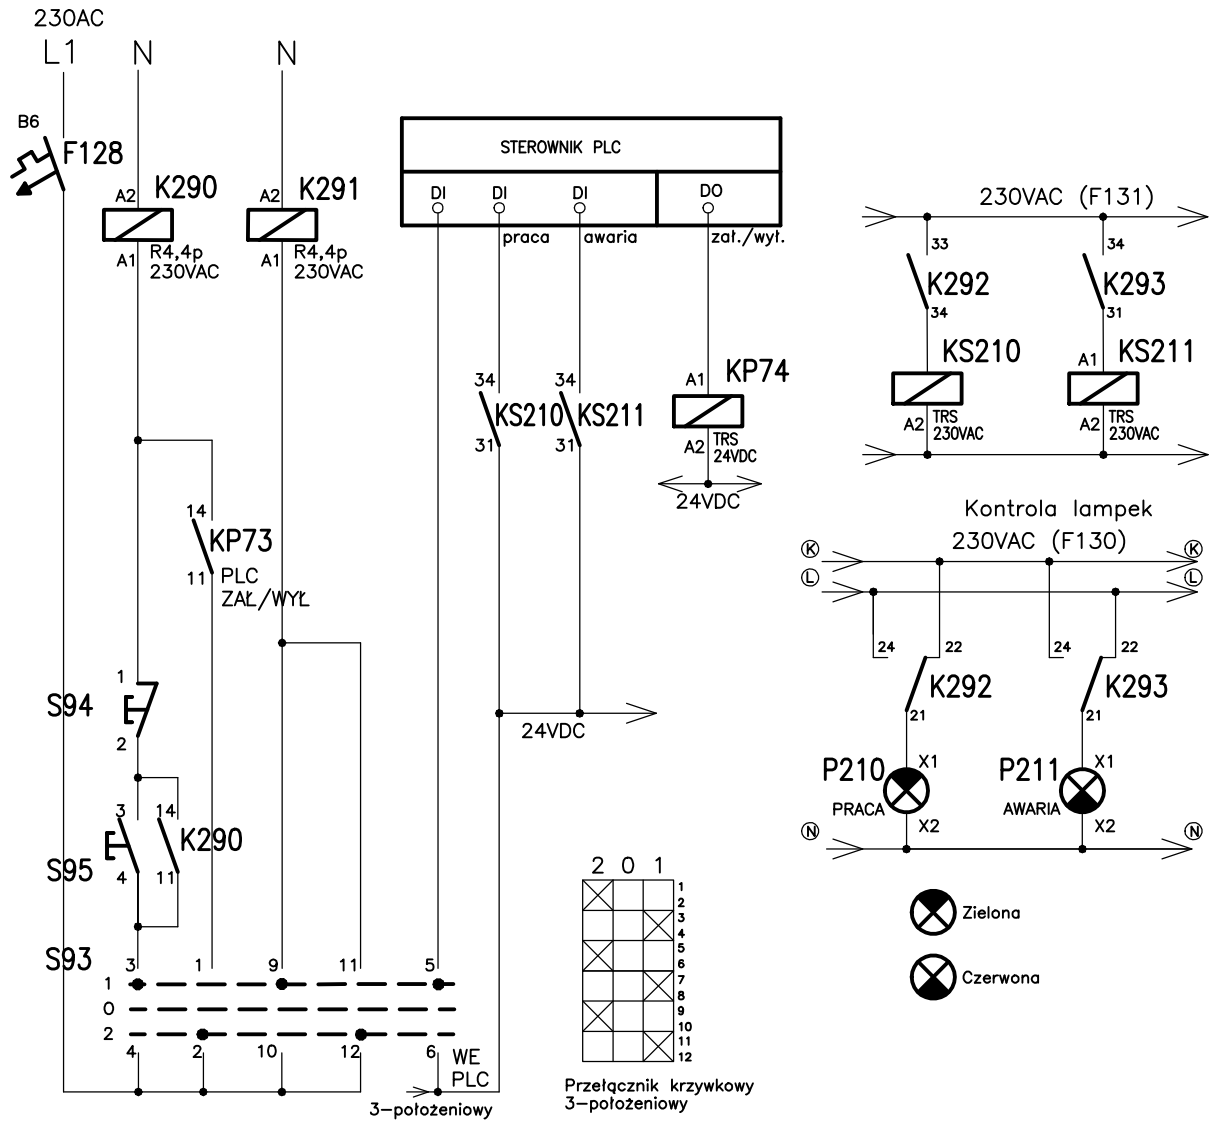 230AC
L1 N N
B6
F128
A2 K290
R4,4p
A1 230VAC
A2 K291
R4,4p
A1 230VAC
STEROWNIK PLC
DI DI DI DO
praca awaria zał./wył.
34 34
KS210 KS211
31 31
KP74
A1
A2 TRS
24VDC
24VDC
14
KP73
11 PLC
ZAŁ/WYŁ
24VDC
1
S94
2
3 14
K290
S95
4 11
S93
3 1 9 11 5
1
0
2
4 2 10 12 6
WE
PLC
3-położeniowy
2 0 1
1
2
3
4
5
6
7
8
9
10
11
12
Przełącznik krzywkowy
3-położeniowy
230VAC (F131)
33 34
K292 K293
34 31
KS210 KS211
A1
A2 TRS
230VAC
A2 TRS
230VAC
Kontrola lampek
230VAC (F130)
K K
L L
24 22 24 22
K292 K293
21 21
P210 X1 P211 X1
PRACA AWARIA
X2 X2
N N
Zielona
Czerwona